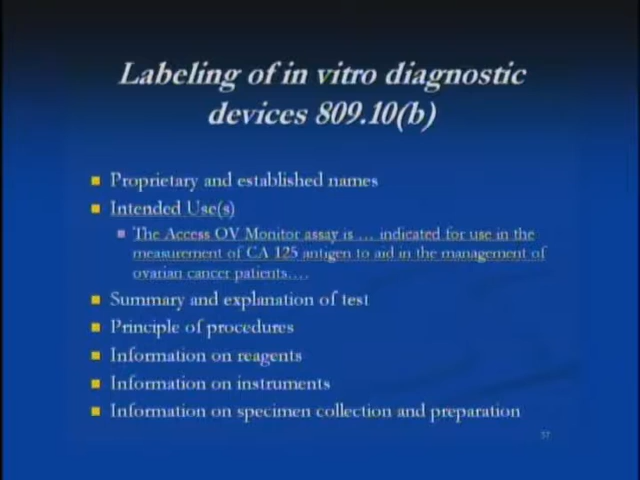 Labeling of in vitro diagnostic
devices 809.10(b)
Proprietary and established names
Intended Use(s)
The Access OV Monitor assay is … indicated for use in the
measurement of CA 125 antigen to aid in the management of
ovarian cancer patients….
Summary and explanation of test
Principle of procedures
Information on reagents
Information on instruments
Information on specimen collection and preparation
57